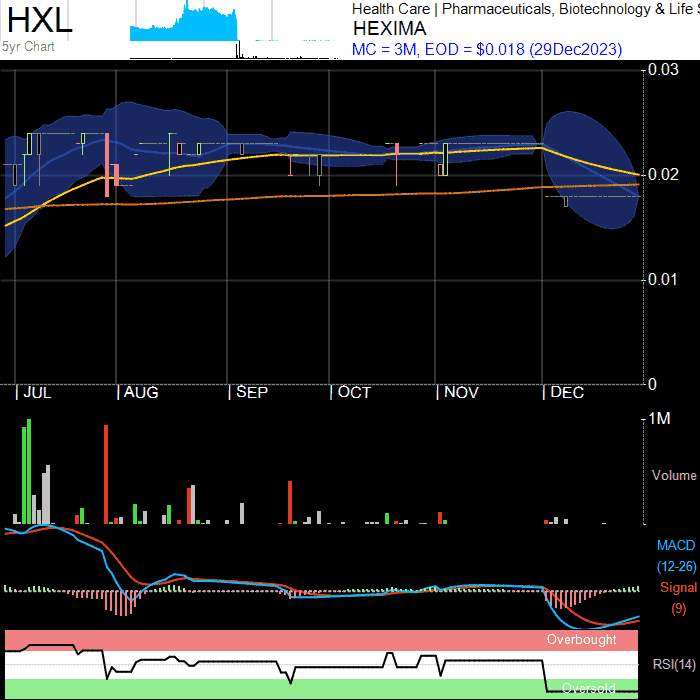 HXL
5yr Chart
Health Care | Pharmaceuticals, Biotechnology & Life S
HEXIMA
MC = 3M, EOD = $0.018 (29Dec2023)
0.03
0.02
0.01
0
JUL AUG SEP OCT NOV DEC
1M
Volume
MACD
(12-26)
Signal
(9)
Overbought
RSI(14)
Oversold